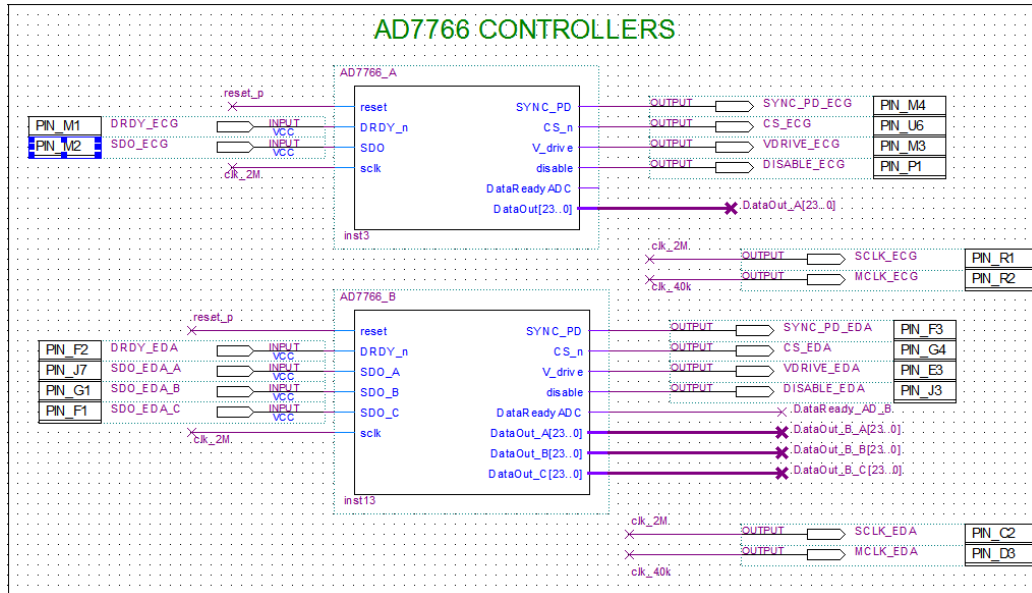 AD7766 CONTROLLERS
AD7766_A
reset_p
reset SYNC_PD OUTPUT SYNC_PD_ECG PIN_M4
PIN_M1 DRDY_ECG INPUT VCC DRDY_n CS_n OUTPUT CS_ECG PIN_U6
PIN_M2 SDO_ECG INPUT VCC SDO V_drive OUTPUT VDRIVE_ECG PIN_M3
clk_2M. sclk disable OUTPUT DISABLE_ECG PIN_P1
DataReadyADC
DataOut[23..0] DataOut_A[23..0]
inst3
clk_2M. OUTPUT SCLK_ECG PIN_R1
clk_40k OUTPUT MCLK_ECG PIN_R2
AD7766_B
reset_p
reset SYNC_PD OUTPUT SYNC_PD_EDA PIN_F3
PIN_F2 DRDY_EDA INPUT VCC DRDY_n CS_n OUTPUT CS_EDA PIN_G4
PIN_J7 SDO_EDA_A INPUT VCC SDO_A V_drive OUTPUT VDRIVE_EDA PIN_E3
PIN_G1 SDO_EDA_B INPUT VCC SDO_B disable OUTPUT DISABLE_EDA PIN_J3
PIN_F1 SDO_EDA_C INPUT VCC SDO_C DataReadyADC DataReady_AD_B.
clk_2M. sclk DataOut_A[23..0] DataOut_B_A[23..0]
DataOut_B[23..0] DataOut_B_B[23..0]
DataOut_C[23..0] DataOut_B_C[23..0]
inst13
clk_2M. OUTPUT SCLK_EDA PIN_C2
clk_40k OUTPUT MCLK_EDA PIN_D3